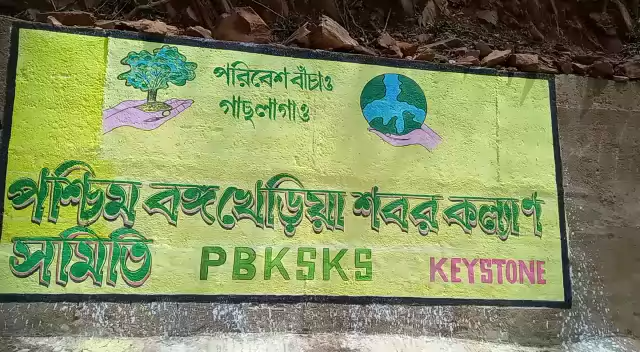 পরিবেশ বাঁচাও
গাছ লাগাও
পশ্চিম বঙ্গ খেড়িয়া শবর কল্যাণ
সমিতি PBKSKS KEYSTONE